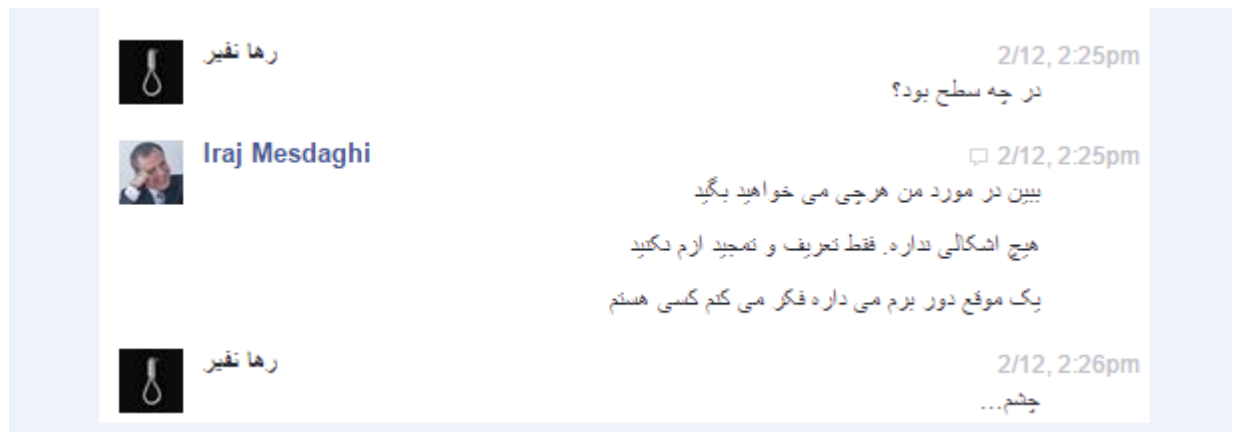 رها نفیر
2/12, 2:25pm
در چه سطح بود؟
Iraj Mesdaghi
2/12, 2:25pm
ببین در مورد من هرچی می خواهید بگید
هیچ اشکالی نداره. فقط تعریف و تمجید ازم نکنید
یک موقع دور برم می داره فکر می کنم کسی هستم
رها نفیر
2/12, 2:26pm
چشم...